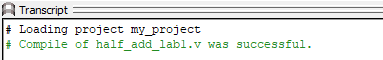 Transcript
# Loading project my_project
# Compile of half_add_lab1.v was successful.